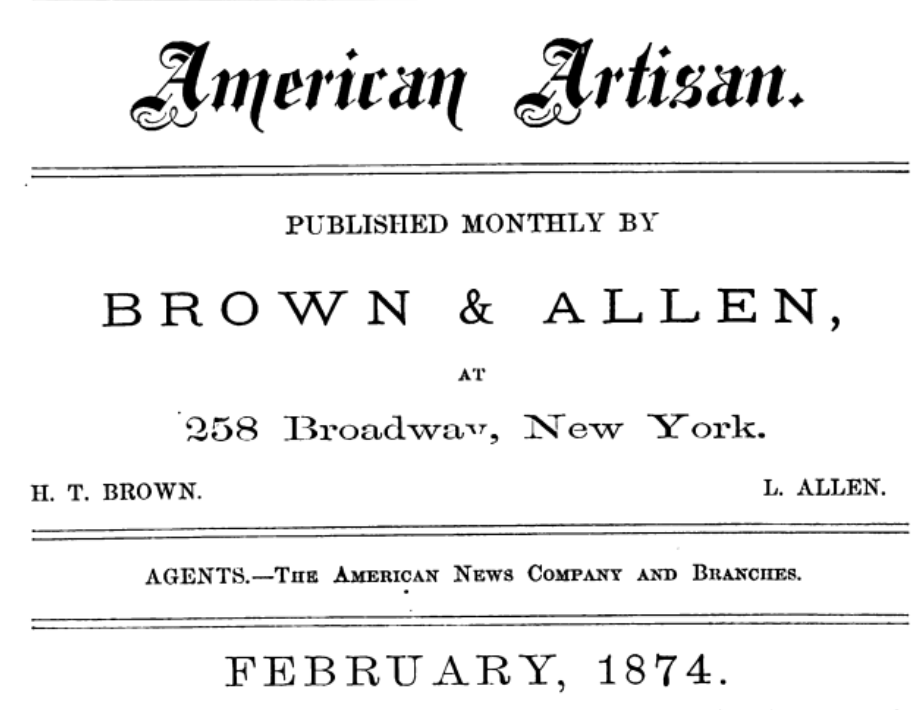 American Artisan.
PUBLISHED MONTHLY BY
BROWN & ALLEN,
AT
258 Broadway, New York.
H. T. BROWN. L. ALLEN.
AGENTS.—THE AMERICAN NEWS COMPANY AND BRANCHES.
FEBRUARY, 1874.